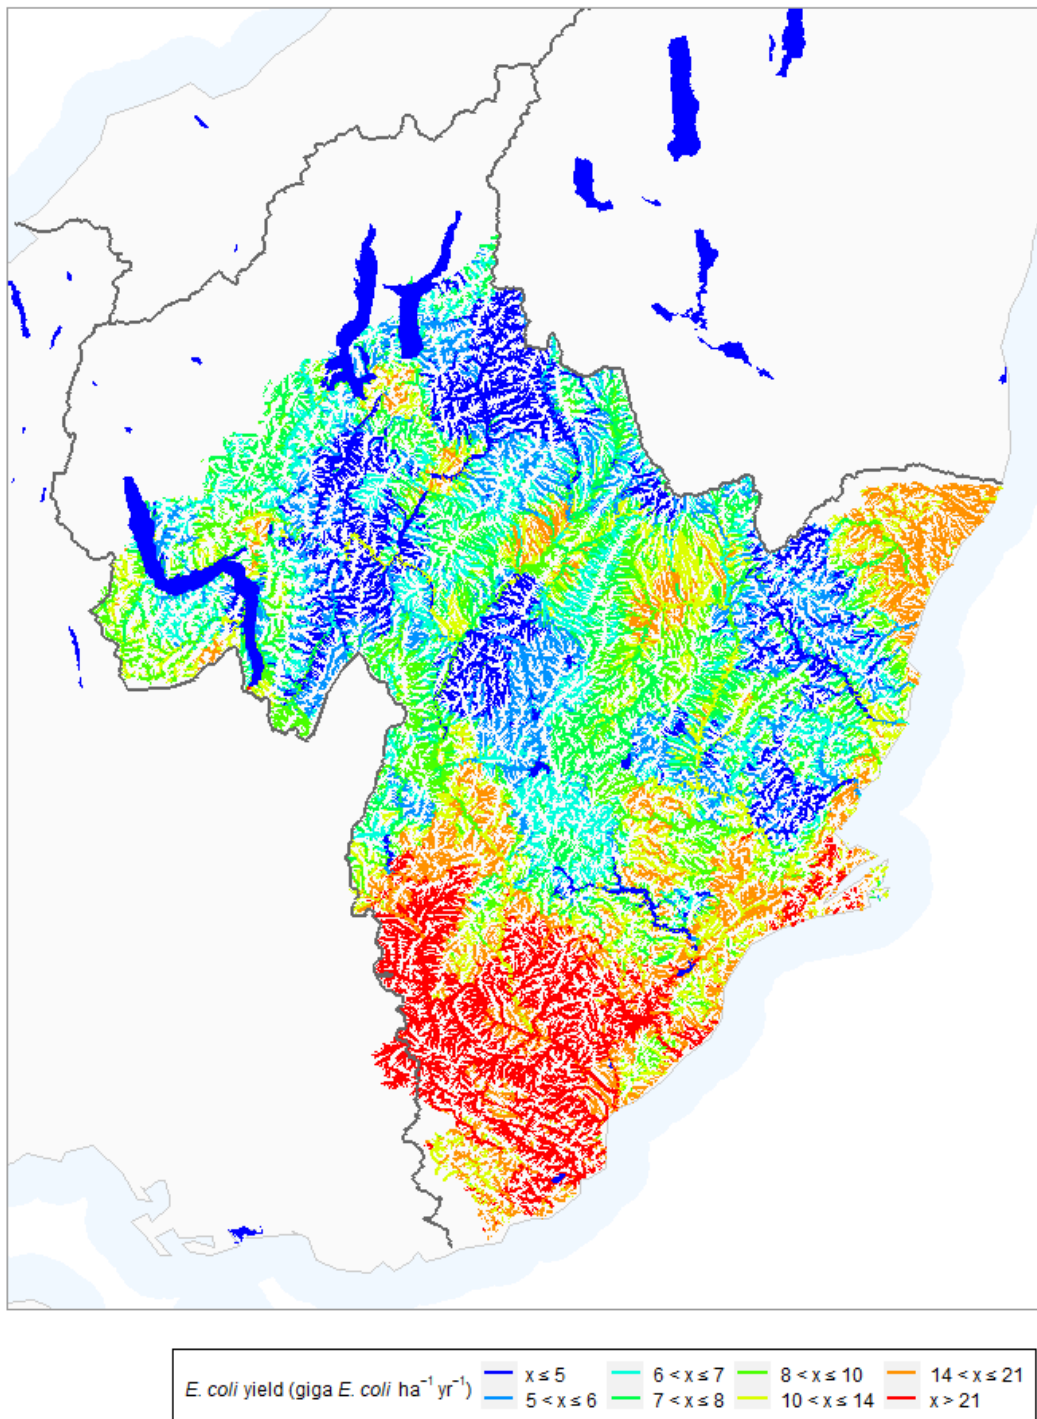 x ≤ 5 6 < x ≤ 7 8 < x ≤ 10 14 < x ≤ 21
E. coli yield (giga E. coli ha⁻¹ yr⁻¹) 5 < x ≤ 6 7 < x ≤ 8 10 < x ≤ 14 x > 21